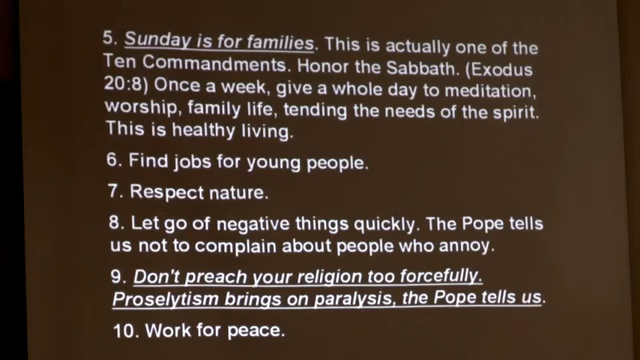 5. Sunday is for families. This is actually one of the
Ten Commandments. Honor the Sabbath. (Exodus
20:8) Once a week, give a whole day to meditation,
worship, family life, tending the needs of the spirit.
This is healthy living.
6. Find jobs for young people.
7. Respect nature.
8. Let go of negative things quickly. The Pope tells
us not to complain about people who annoy.
9. Don't preach your religion too forcefully.
Proselytism brings on paralysis, the Pope tells us.
10. Work for peace.